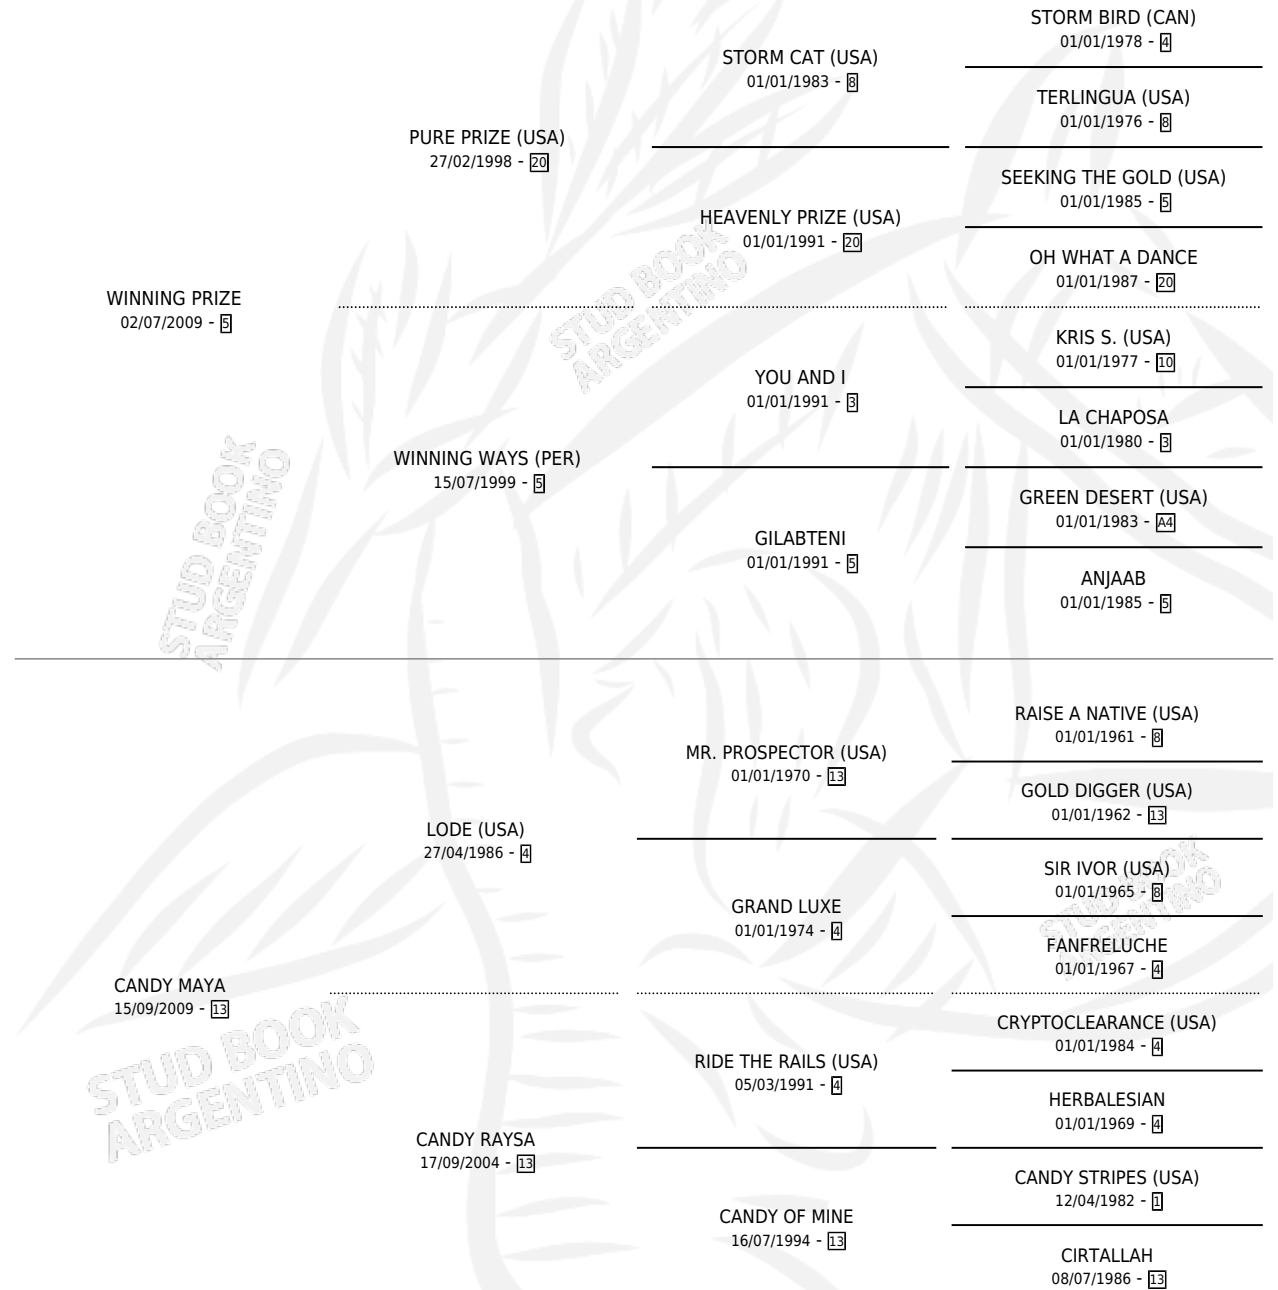 STORM BIRD (CAN)
01/01/1978 - 4
STORM CAT (USA)
01/01/1983 - 8
TERLINGUA (USA)
01/01/1976 - 8
PURE PRIZE (USA)
27/02/1998 - 20
SEEKING THE GOLD (USA)
01/01/1985 - 5
HEAVENLY PRIZE (USA)
01/01/1991 - 20
OH WHAT A DANCE
01/01/1987 - 20
WINNING PRIZE
02/07/2009 - 5
KRIS S. (USA)
01/01/1977 - 10
YOU AND I
01/01/1991 - 3
LA CHAPOSA
01/01/1980 - 3
WINNING WAYS (PER)
15/07/1999 - 5
GREEN DESERT (USA)
01/01/1983 - A4
GILABTENI
01/01/1991 - 5
ANJAAB
01/01/1985 - 5
STUD BOOK
ARGENTINO
STUD BOOK
ARGENTINO
RAISE A NATIVE (USA)
01/01/1961 - 8
MR. PROSPECTOR (USA)
01/01/1970 - 13
GOLD DIGGER (USA)
01/01/1962 - 13
LODE (USA)
27/04/1986 - 4
SIR IVOR (USA)
01/01/1965 - 8
GRAND LUXE
01/01/1974 - 4
FANFRELUCHE
01/01/1967 - 4
CANDY MAYA
15/09/2009 - 13
CRYPTOCLEARANCE (USA)
01/01/1984 - 4
RIDE THE RAILS (USA)
05/03/1991 - 4
HERBALESIAN
01/01/1969 - 4
CANDY RAYSA
17/09/2004 - 13
CANDY STRIPES (USA)
12/04/1982 - 1
CANDY OF MINE
16/07/1994 - 13
CIRTALLAH
08/07/1986 - 13
STUD BOOK
ARGENTINO
STUD BOOK
ARGENTINO